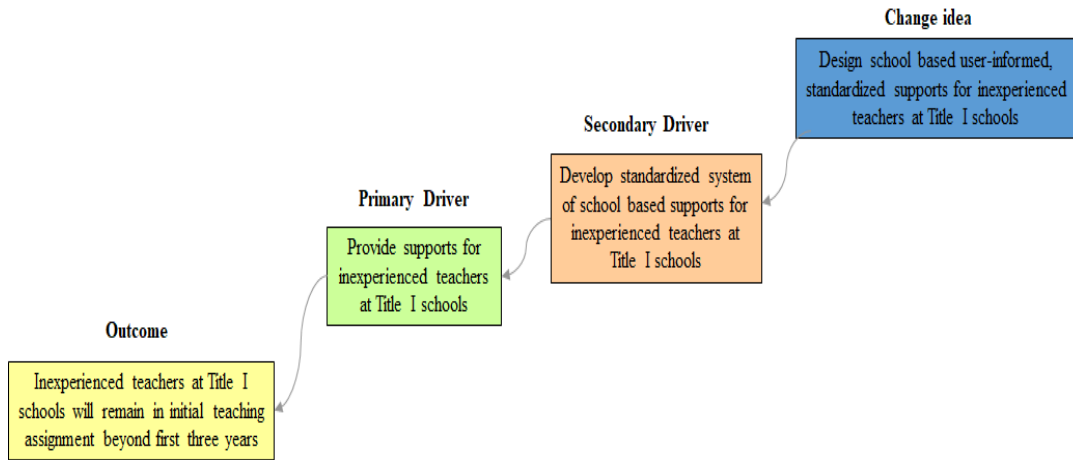 Change idea
Design school based user-informed,
standardized supports for inexperienced
teachers at Title I schools
Secondary Driver
Develop standardized system
of school based supports for
inexperienced teachers at
Title I schools
Primary Driver
Provide supports for
inexperienced teachers
at Title I schools
Outcome
Inexperienced teachers at Title I
schools will remain in initial teaching
assignment beyond first three years